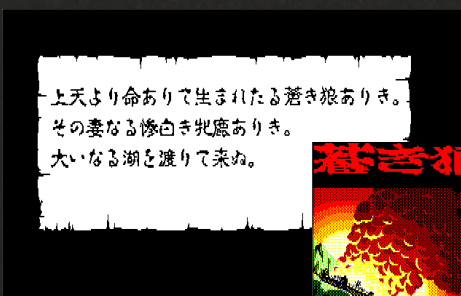 上天より命ありて生まれたる蒼き狼ありき。
その妻なる惨白き牝鹿ありき。
大いなる湖を渡りて来ぬ。
蒼き狼